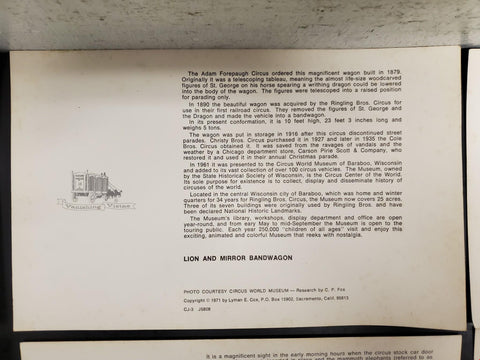 The Adam Forepaugh Circus ordered this magnificent wagon built in 1879.
Originally it was a telescoping tableau, meaning the almost life-size woodcarved
figures of St. George on his horse spearing a writhing dragon could be lowered
into the body of the wagon. The figures were telescoped into a raised position
for parading only.
In 1890 the beautiful wagon was acquired by the Ringling Bros. Circus for
use in their first railroad circus. They removed the figures of St. George and
the Dragon and made the vehicle into a bandwagon.
In its present conformation, it is 10 feet high, 23 feet 3 inches long and
weighs 5 tons.
The wagon was put in storage in 1916 after this circus discontinued street
parades. Christy Bros. Circus purchased it in 1927 and later in 1935 the Cole
Bros. Circus obtained it. It was saved from the ravages of vandals and the
weather by a Chicago department store, Carson Pirie Scott & Company, who
restored it and used it in their annual Christmas parade.
In 1961 it was presented to the Circus World Museum of Baraboo, Wisconsin
and added to its vast collection of over 100 circus vehicles. The Museum, owned
by the State Historical Society of Wisconsin, is the Circus Center of the World.
Its sole purpose for existence is to collect, display and disseminate history of
circuses of the world.
Located in the central Wisconsin city of Baraboo, which was home and winter
quarters for 34 years for Ringling Bros. Circus, the Museum now covers 25 acres.
Three of its seven buildings were originally used by Ringling Bros. and have
been declared National Historic Landmarks.
The Museum's library, workshops, display department and office are open
year-round, and from early May to mid-September the Museum is open to the
touring public. Each year 250,000 "children of all ages" visit and enjoy this
exciting, animated and colorful Museum that reeks with nostalgia.
LION AND MIRROR BANDWAGON
PHOTO COURTESY CIRCUS WORLD MUSEUM — Research by C. P. Fox
Copyright © 1971 by Lyman E. Cox, P.O. Box 15902, Sacramento, Calif. 95813
CJ-3 J5808
It is a magnificent sight in the early morning hours when the circus stock car door